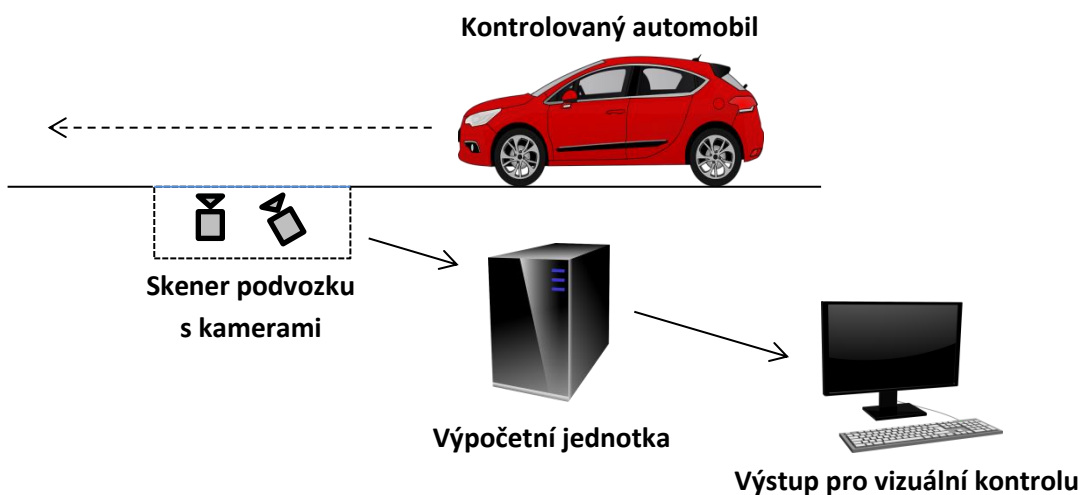 Kontrolovaný automobil
Skener podvozku
s kamerami
Výpočetní jednotka
Výstup pro vizuální kontrolu